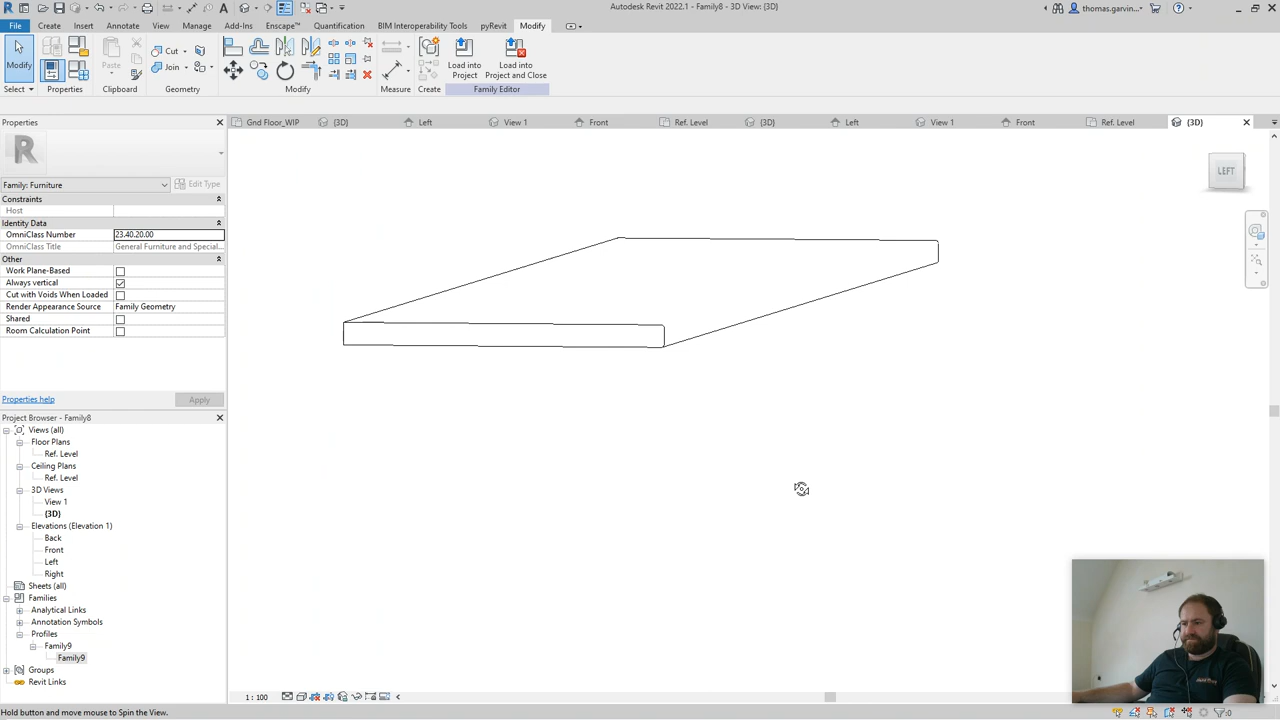 Autodesk Revit 2022.1 - Family8 - 3D View: {3D}
thomas.garvin...
File Create Insert Annotate View Manage Add-Ins Enscape™ Quantification BIM Interoperability Tools pyRevit Modify
Modify Paste Cut Join Load into Project Load into Project and Close
Select Properties Clipboard Geometry Modify Measure Create Family Editor
Properties
Gnd Floor_WIP {3D} Left View 1 Front Ref. Level {3D} Left View 1 Front Ref. Level {3D}
LEFT
Family: Furniture Edit Type
Constraints
Host
Identity Data
OmniClass Number 23.40.20.00
OmniClass Title General Furniture and Special...
Other
Work Plane-Based
Always vertical
Cut with Voids When Loaded
Render Appearance Source Family Geometry
Shared
Room Calculation Point
Properties help Apply
Project Browser - Family8
Views (all)
Floor Plans
Ref. Level
Ceiling Plans
Ref. Level
3D Views
View 1
{3D}
Elevations (Elevation 1)
Back
Front
Left
Right
Sheets (all)
Families
Analytical Links
Annotation Symbols
Profiles
Family9
Family9
Groups
Revit Links
1 : 100
Hold button and move mouse to Spin the View.
:0